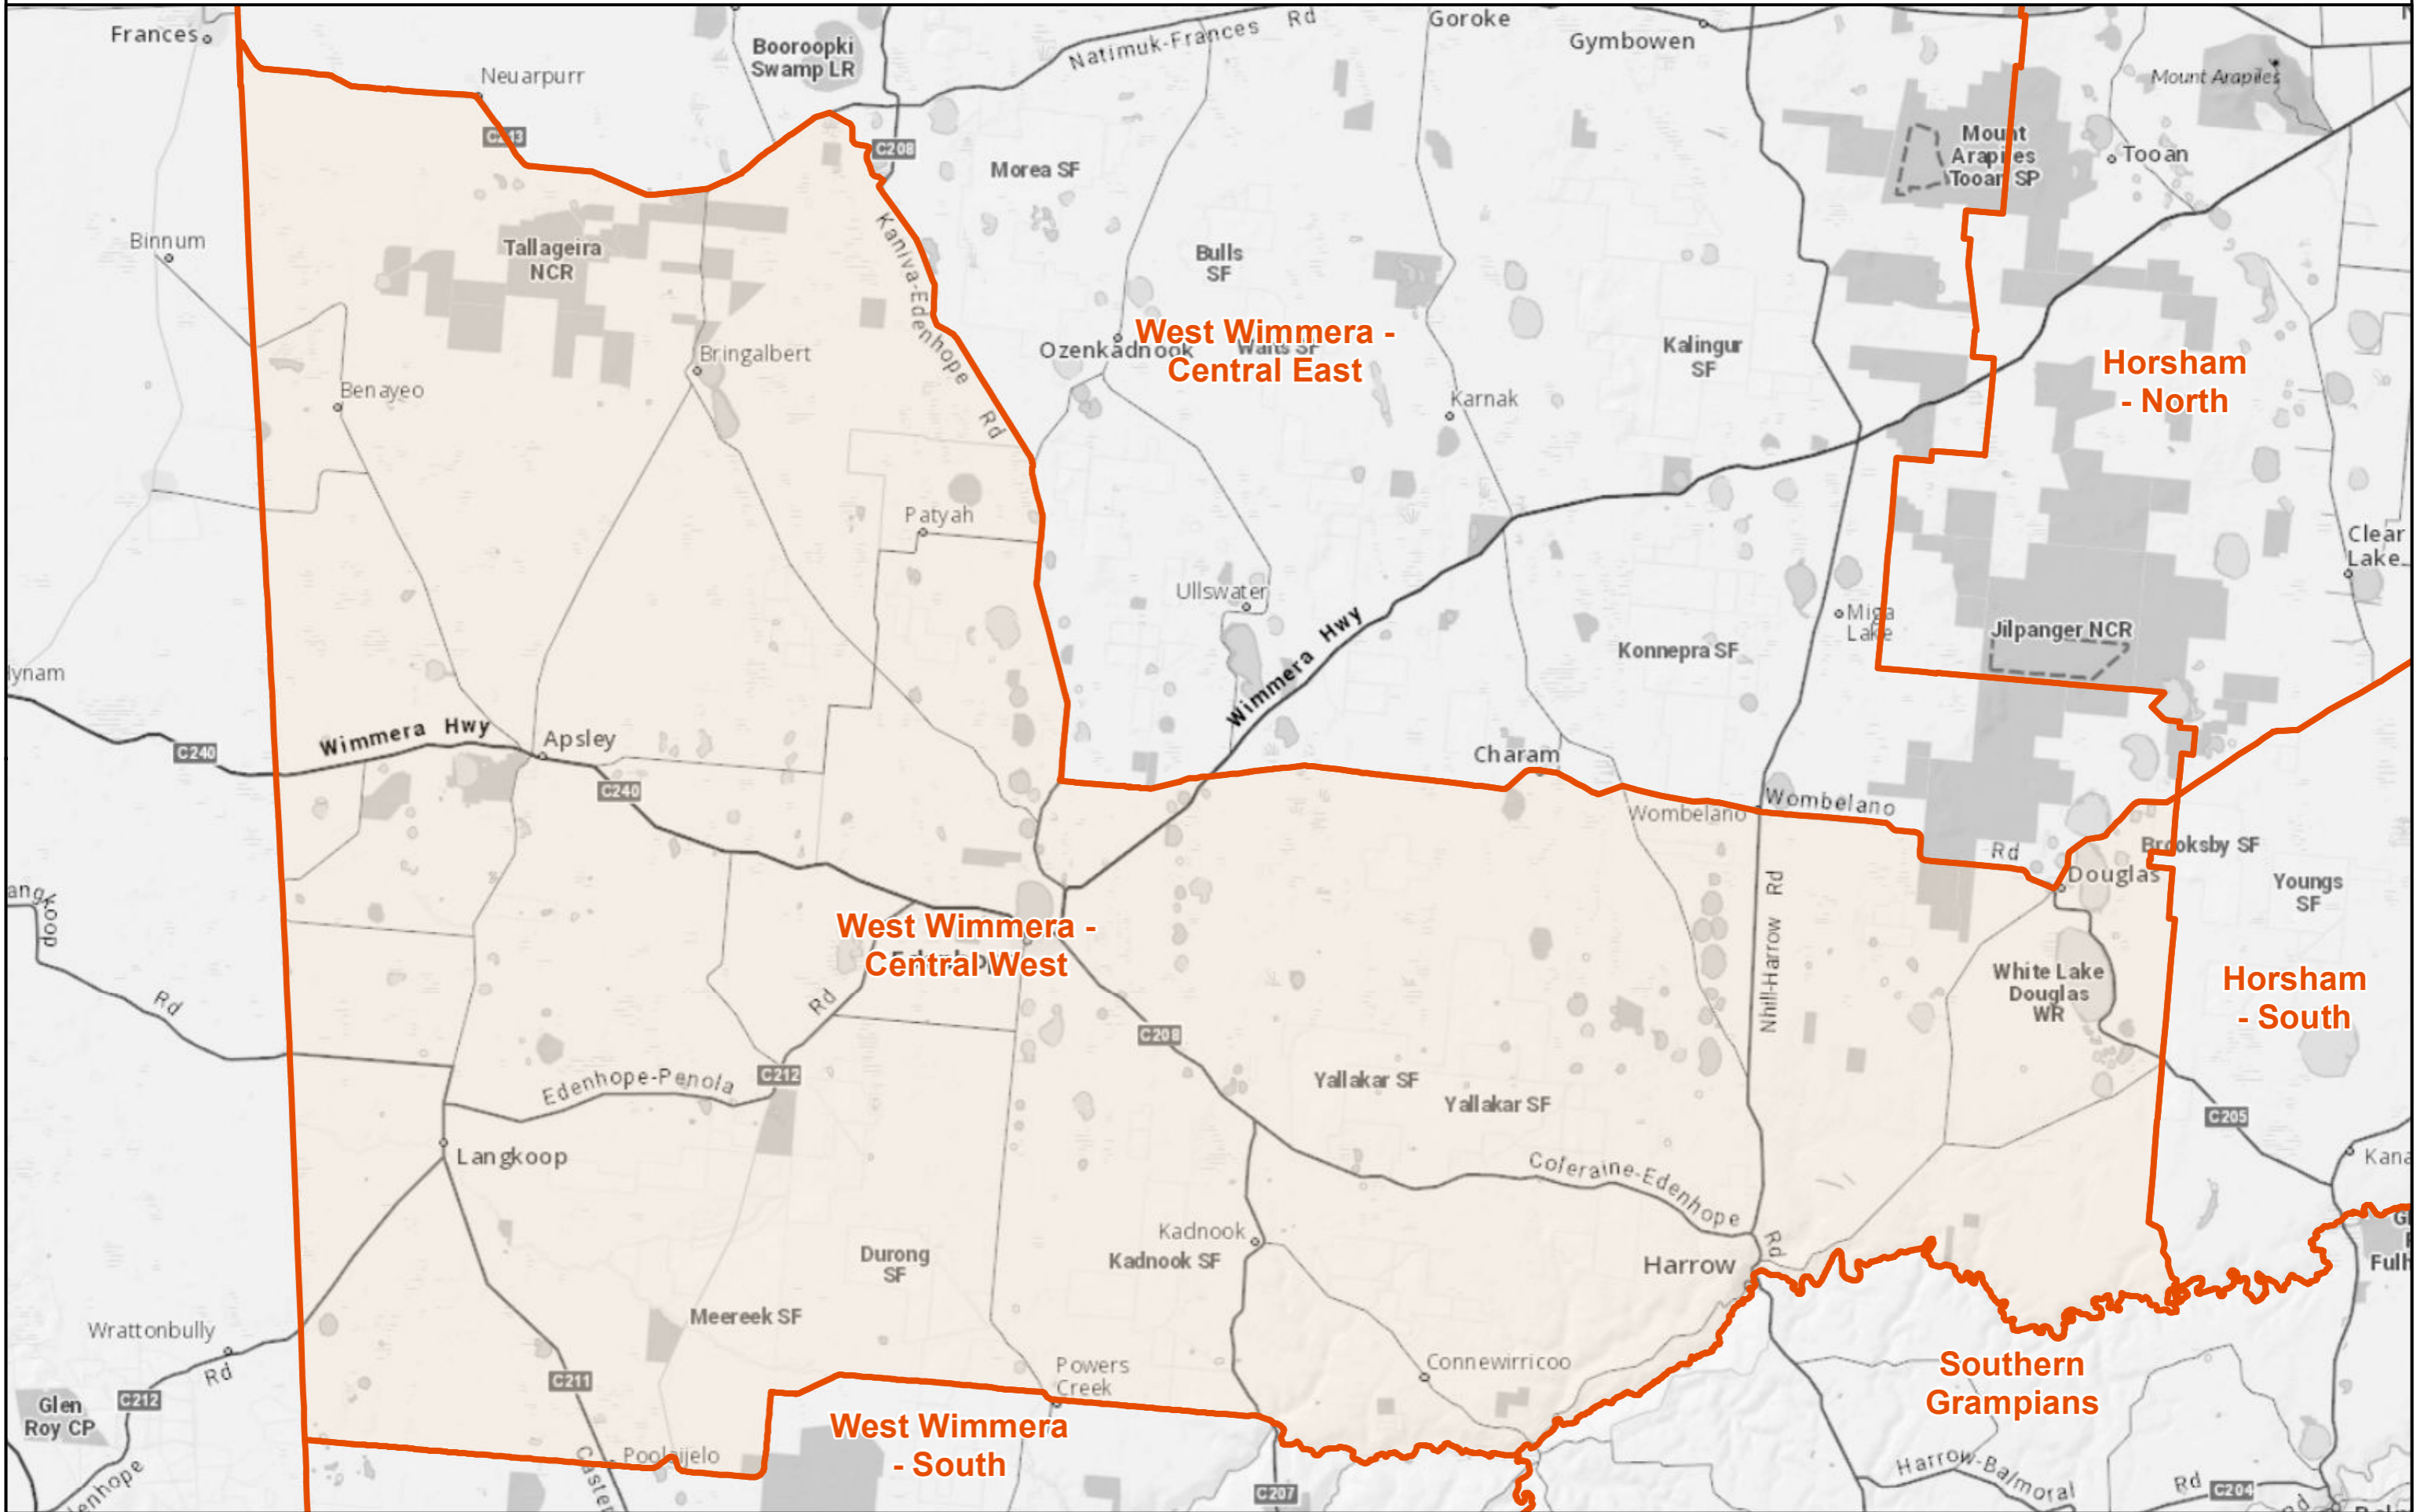 Frances
Neuarpurr
Booroopki
Swamp LR
Natimuk-Frances Rd
Goroke
Gymbowen
Mount Arapiles
C213
C208
Morea SF
Mount
Arapiles
Tooan SP
Tooan
Binnum
Tallageira
NCR
Kaniva-Edenhope Rd
Bulls
SF
West Wimmera -
Central East
Ozenkadnook
Watts SF
Kalingur
SF
Horsham
- North
Bringalbert
Benayeo
Karnak
Patyah
Clear
Lake
Ullswater
Wimmera Hwy
Miga
Lake
Jilpanger NCR
Konnepra SF
Wimmera Hwy
Apsley
C240
C240
Charam
Wombelano
Wombelano Rd
Brooksby SF
Douglas
Youngs
SF
West Wimmera -
Central West
Nhill-Harrow Rd
White Lake
Douglas
WR
Horsham
- South
Rd
Rd
C208
C212
Edenhope-Penola
Yallakar SF
Yallakar SF
C205
Langkoop
Coleraine-Edenhope Rd
Kadnook
Kadnook SF
Durong
SF
Harrow
Meereek SF
Wrattonbully
Rd
Powers
Creek
Connewirricoo
Southern
Grampians
C211
C212
Glen
Roy CP
West Wimmera
- South
Poolaijelo
C207
Harrow-Balmoral Rd
C204